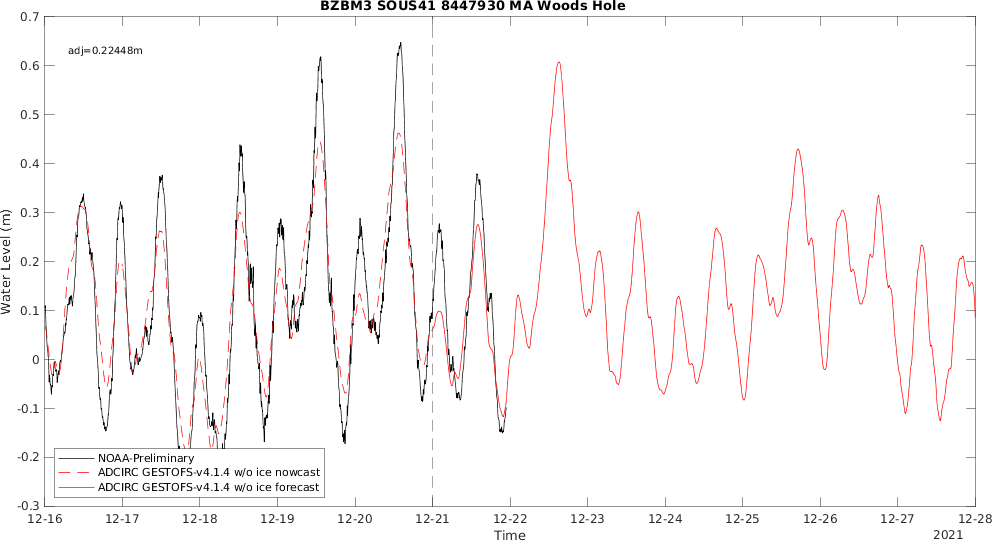 BZBM3 SOUS41 8447930 MA Woods Hole
adj=0.22448m
Water Level (m)
0.7
0.6
0.5
0.4
0.3
0.2
0.1
0
-0.1
-0.2
-0.3
NOAA-Preliminary
ADCIRC GESTOFS-v4.1.4 w/o ice nowcast
ADCIRC GESTOFS-v4.1.4 w/o ice forecast
12-16 12-17 12-18 12-19 12-20 12-21 12-22 12-23 12-24 12-25 12-26 12-27 12-28
Time
2021